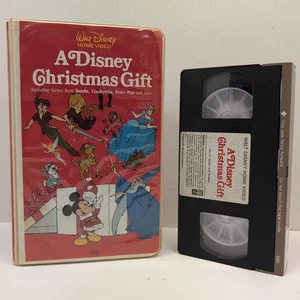 Walt Disney
HOME VIDEO
A Disney
Christmas Gift
Including scenes from Bambi, Cinderella, Peter Pan and more!
VHS
WALT DISNEY HOME VIDEO
A Disney
Christmas Gift